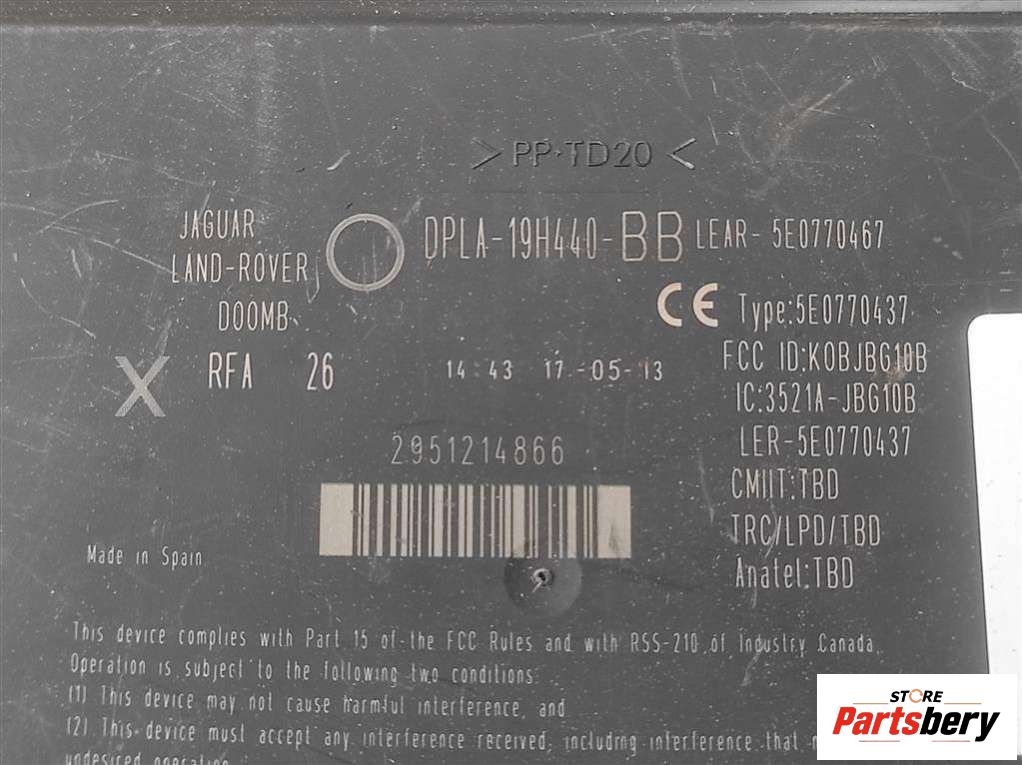 > PP-TD20 <
JAGUAR
LAND-ROVER
DOOMB
DPLA-19H440-BB LEAR- 5E0770467
CE Type:5E0770437
X RFA 26 14:43 17-05-13 FCC ID:KOBJBG10B
IC:3521A-JBG10B
2951214866 LER-5E0770437
CMIIT:TBD
TRC/LPD/TBD
Made in Spain Anatel:TBD
This device complies with Part 15 of the FCC Rules and with RSS-210 of Industry Canada.
Operation is subject to the following two conditions:
(1) This device may not cause harmful interference, and
(2) This device must accept any interference received, including interference that
undesired operation.
STORE
Partsbery